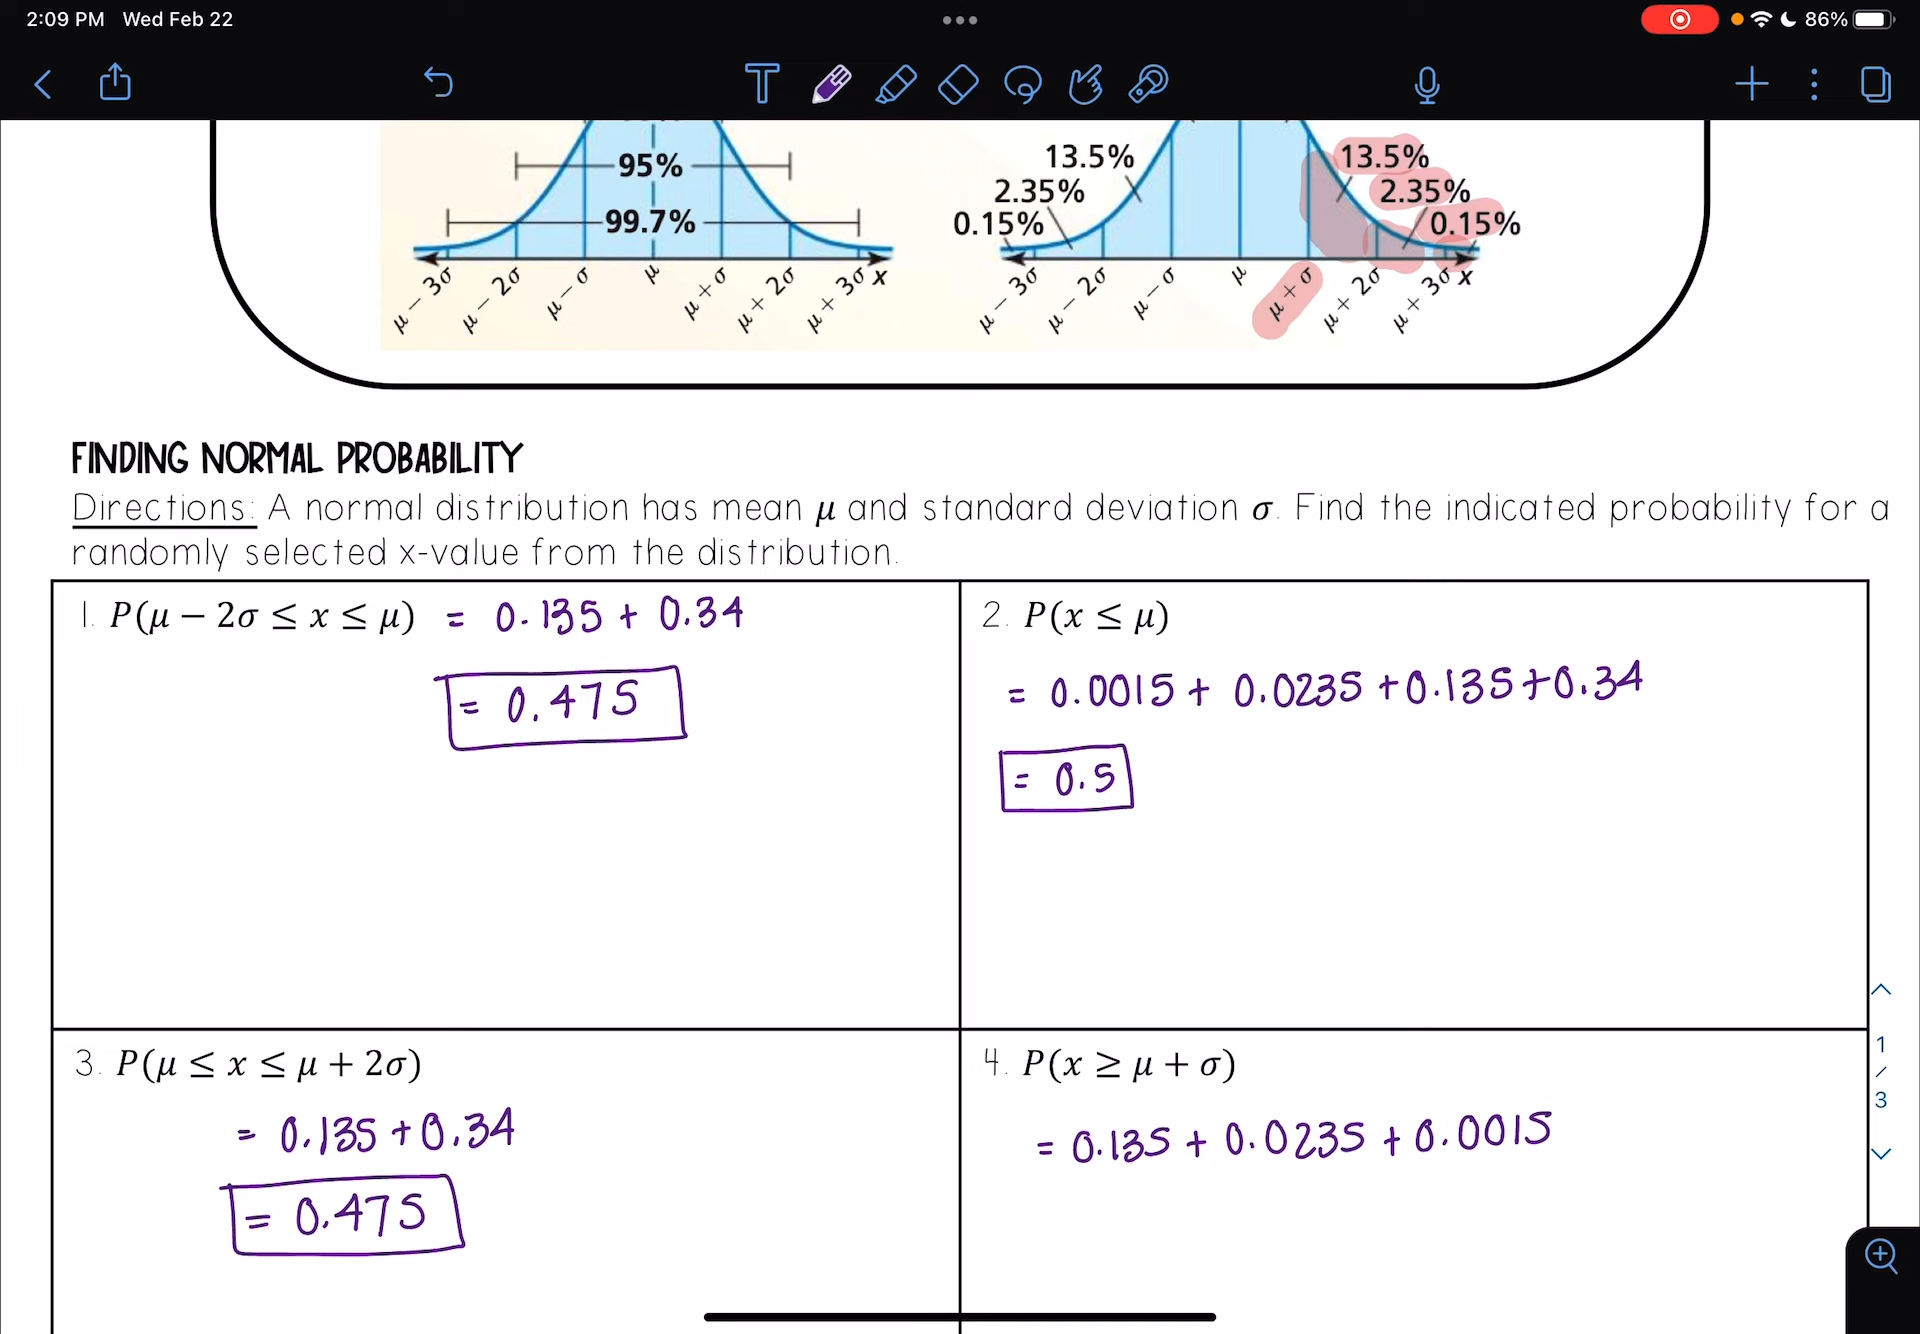 2:09 PM Wed Feb 22
86%
95%
99.7%
μ − 3σ μ − 2σ μ − σ μ μ + σ μ + 2σ μ + 3σ x
13.5% 13.5%
2.35% 2.35%
0.15% 0.15%
μ − 3σ μ − 2σ μ − σ μ μ + σ μ + 2σ μ + 3σ x
FINDING NORMAL PROBABILITY
Directions: A normal distribution has mean μ and standard deviation σ. Find the indicated probability for a
randomly selected x-value from the distribution.
1. P(μ − 2σ ≤ x ≤ μ) = 0.135 + 0.34
= 0.475
2. P(x ≤ μ)
= 0.0015 + 0.0235 + 0.135 + 0.34
= 0.5
3. P(μ ≤ x ≤ μ + 2σ)
= 0.135 + 0.34
= 0.475
4. P(x ≥ μ + σ)
= 0.135 + 0.0235 + 0.0015
1
/
3